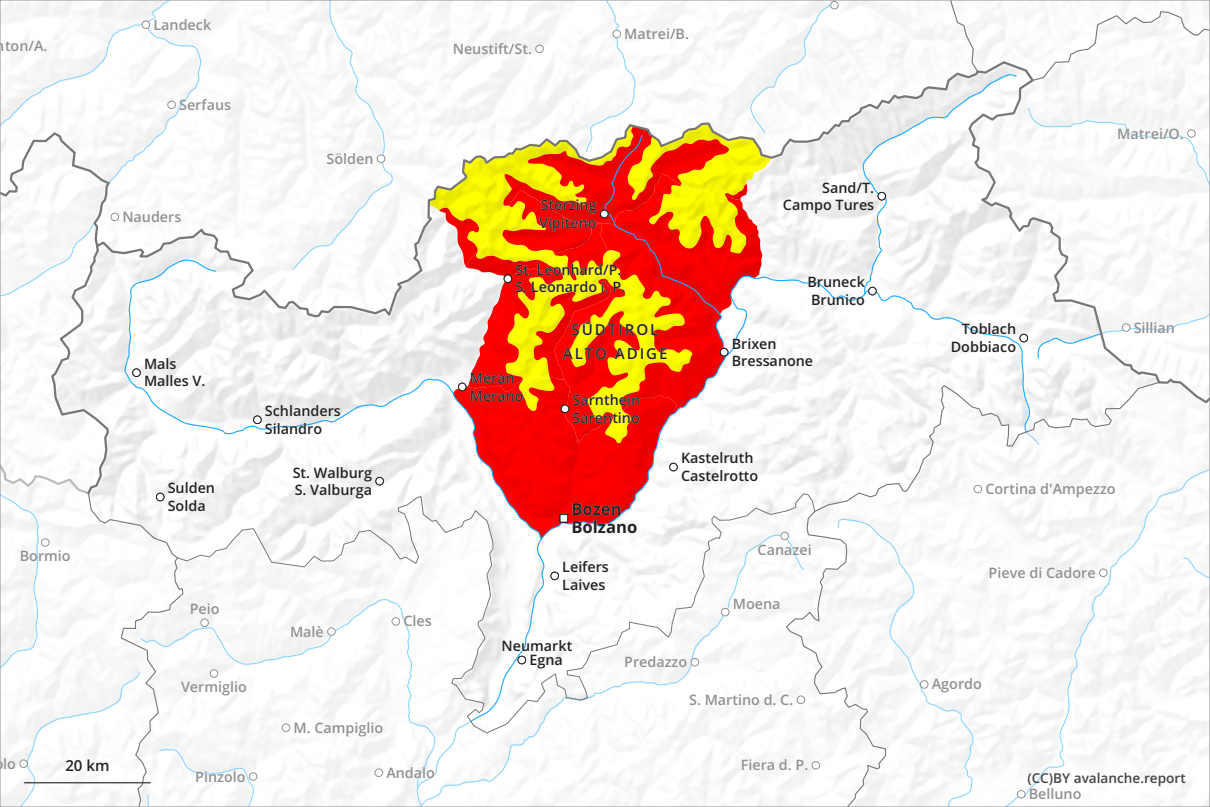 Landeck
Matrei/B.
nton/A.
Neustift/St.
Serfaus
Matrei/O.
Sölden
Sand/T.
Campo Tures
Nauders
Sterzing
Vipiteno
St. Leonhard/P.
S. Leonardo i. P.
Bruneck
Brunico
SÜDTIROL
ALTO ADIGE
Toblach
Dobbiaco
Sillian
Brixen
Bressanone
Mals
Malles V.
Meran
Merano
Schlanders
Silandro
Sarnthein
Sarentino
Kastelruth
Castelrotto
St. Walburg
S. Valburga
Sulden
Solda
Cortina d'Ampezzo
Bozen
Bolzano
Bormio
Canazei
Leifers
Laives
Pieve di Cadore
Peio
Moena
Malè
Cles
Neumarkt
Egna
Predazzo
Vermiglio
Agordo
S. Martino d. C.
M. Campiglio
20 km
Pinzolo
Andalo
Fiera d. P.
(CC)BY avalanche.report
Belluno